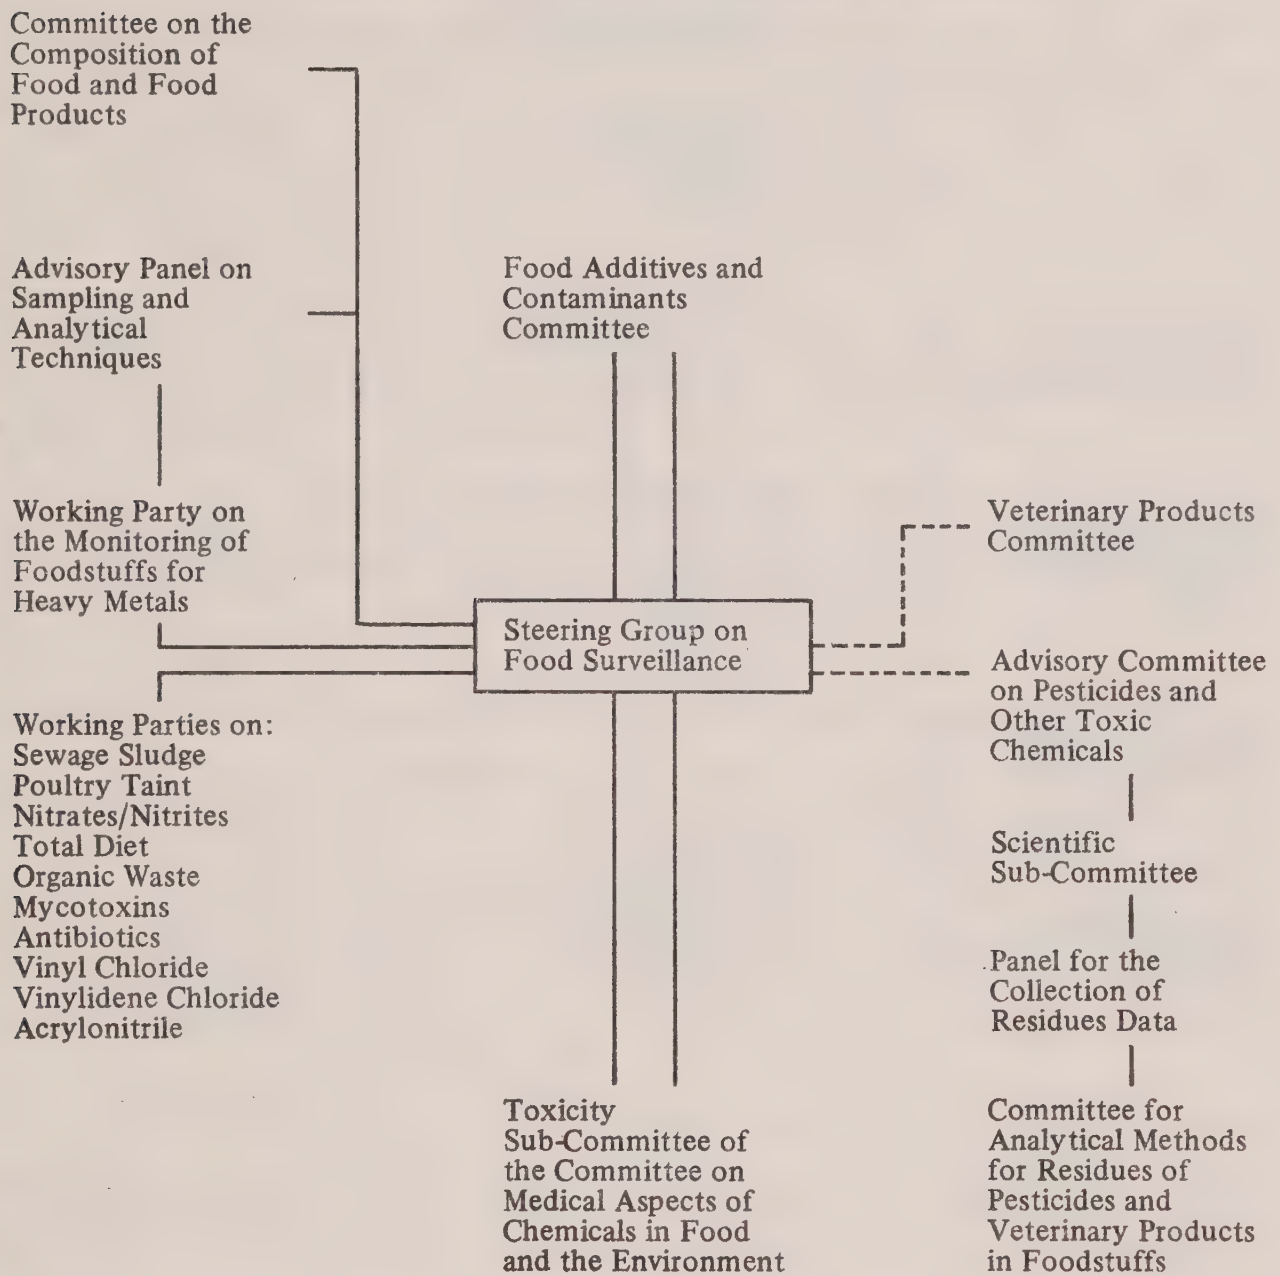 Committee on the
Composition of
Food and Food
Products
Advisory Panel on
Sampling and
Analytical
Techniques
Food Additives and
Contaminants
Committee
Working Party on
the Monitoring of
Foodstuffs for
Heavy Metals
Veterinary Products
Committee
Steering Group on
Food Surveillance
Advisory Committee
on Pesticides and
Other Toxic
Chemicals
Working Parties on:
Sewage Sludge
Poultry Taint
Nitrates/Nitrites
Total Diet
Organic Waste
Mycotoxins
Antibiotics
Vinyl Chloride
Vinylidene Chloride
Acrylonitrile
Scientific
Sub-Committee
Panel for the
Collection of
Residues Data
Toxicity
Sub-Committee of
the Committee on
Medical Aspects of
Chemicals in Food
and the Environment
Committee for
Analytical Methods
for Residues of
Pesticides and
Veterinary Products
in Foodstuffs